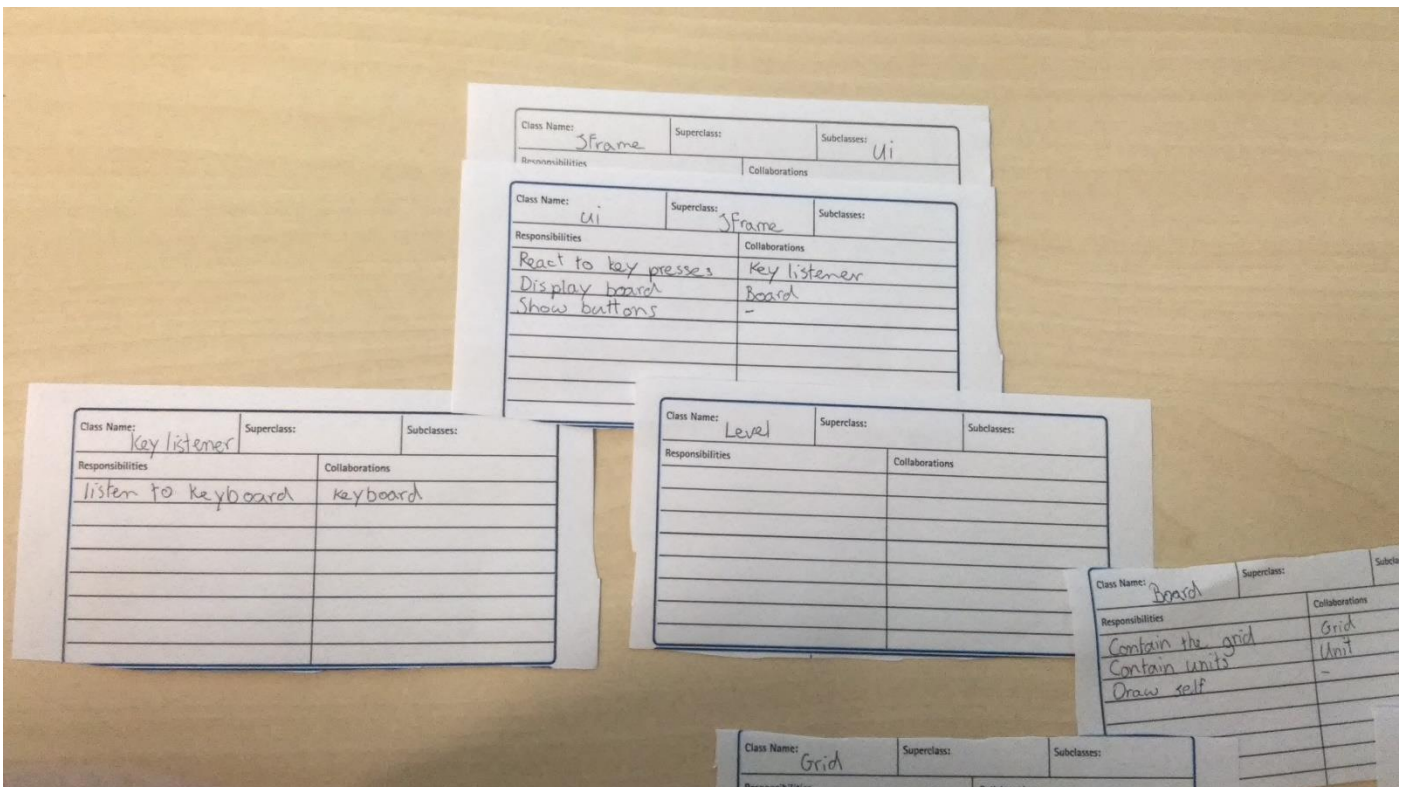 Class Name: JFrame Superclass: Subclasses: Ui
Responsibilities Collaborations
Class Name: Ui Superclass: JFrame Subclasses:
Responsibilities Collaborations
React to key presses Key listener
Display board Board
Show buttons -
Class Name: Key listener Superclass: Subclasses:
Responsibilities Collaborations
listen to keyboard keyboard
Class Name: Level Superclass: Subclasses:
Responsibilities Collaborations
Class Name: Board Superclass: Subcla
Responsibilities Collaborations
Contain the grid Grid
Contain units Unit
Draw self -
Class Name: Grid Superclass: Subclasses: